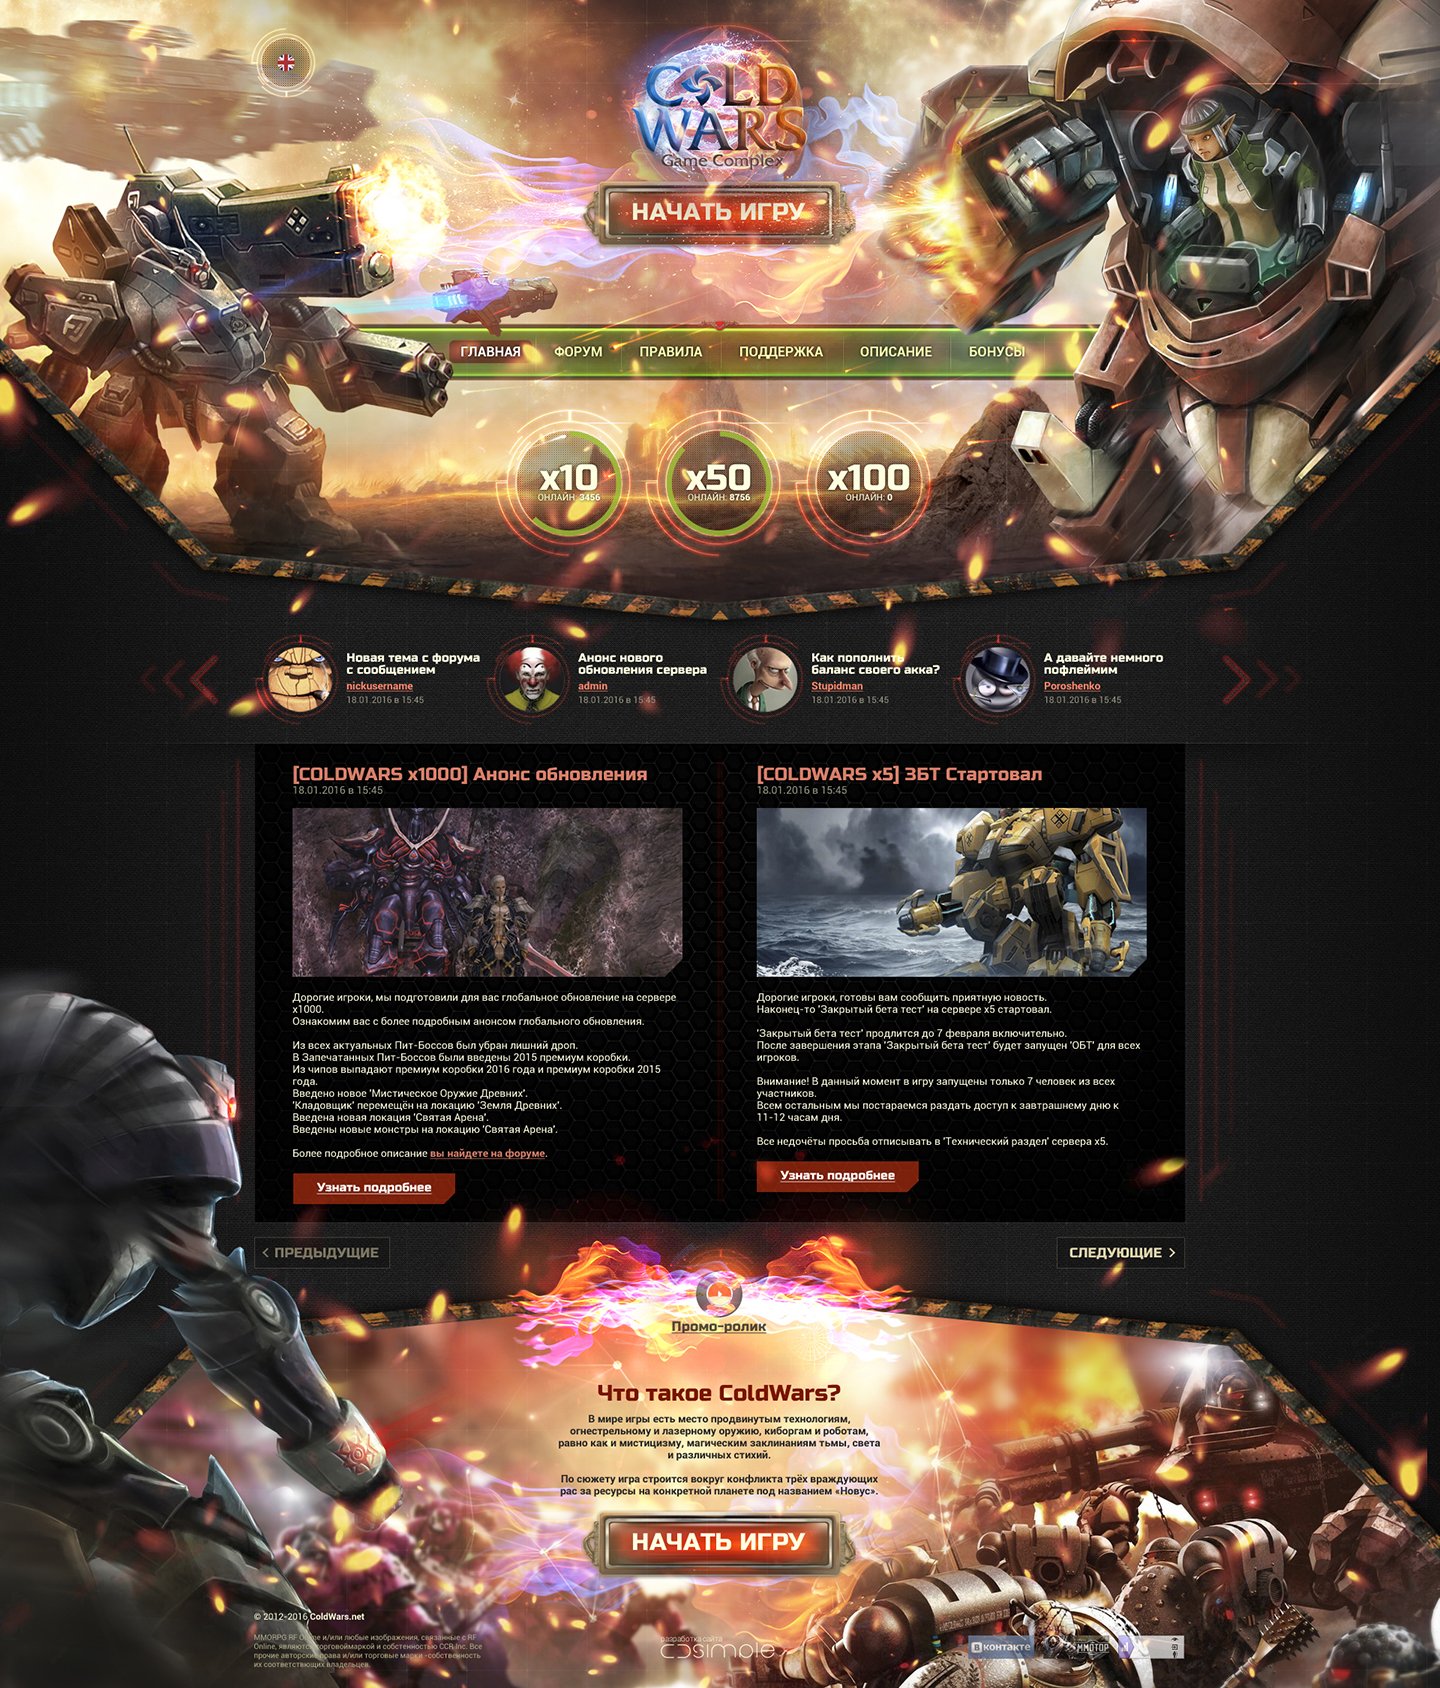 COLD
WARS
Game Complex
НАЧАТЬ ИГРУ
ГЛАВНАЯ ФОРУМ ПРАВИЛА ПОДДЕРЖКА ОПИСАНИЕ БОНУСЫ
x10
ОНЛАЙН: 3456
x50
ОНЛАЙН: 8756
x100
ОНЛАЙН: 0
Новая тема с форума
с сообщением
nickusername
18.01.2016 в 15:45
Анонс нового
обновления сервера
admin
18.01.2016 в 15:45
Как пополнить
баланс своего акка?
Stupidman
18.01.2016 в 15:45
А давайте немного
пофлеймим
Poroshenko
18.01.2016 в 15:45
[COLDWARS x1000] Анонс обновления
18.01.2016 в 15:45
Дорогие игроки, мы подготовили для вас глобальное обновление на сервере
x1000.
Ознакомим вас с более подробным анонсом глобального обновления.
Из всех актуальных Пит-Боссов был убран лишний дроп.
В Запечатанных Пит-Боссов были введены 2015 премиум коробки.
Из чипов выпадают премиум коробки 2016 года и премиум коробки 2015
года.
Введено новое 'Мистическое Оружие Древних'.
'Кладовщик' перемещён на локацию 'Земля Древних'.
Введена новая локация 'Святая Арена'.
Введены новые монстры на локацию 'Святая Арена'.
Более подробное описание вы найдете на форуме.
Узнать подробнее
[COLDWARS x5] ЗБТ Стартовал
18.01.2016 в 15:45
Дорогие игроки, готовы вам сообщить приятную новость.
Наконец-то 'Закрытый бета тест' на сервере x5 стартовал.
'Закрытый бета тест' продлится до 7 февраля включительно.
После завершения этапа 'Закрытый бета тест' будет запущен 'ОБТ' для всех
игроков.
Внимание! В данный момент в игру запущены только 7 человек из всех
участников.
Всем остальным мы постараемся раздать доступ к завтрашнему дню к
11-12 часам дня.
Все недочёты просьба отписывать в 'Технический раздел' сервера x5.
Узнать подробнее
ПРЕДЫДУЩИЕ
СЛЕДУЮЩИЕ
Промо-ролик
Что такое ColdWars?
В мире игры есть место продвинутым технологиям,
огнестрельному и лазерному оружию, киборгам и роботам,
равно как и мистицизму, магическим заклинаниям тьмы, света
и различных стихий.
По сюжету игра строится вокруг конфликта трёх враждующих
рас за ресурсы на конкретной планете под названием «Новус».
НАЧАТЬ ИГРУ
© 2012-2016 ColdWars.net
MMORPG RF Online и/или любые изображения, связанные с RF
Online, являются торговоймаркой и собстенностью CCR Inc. Все
прочие авторские права и/или торговые марки -собственность
их соответствующих владельцев.
разработка сайта
simple
В контакте
ММОТОР